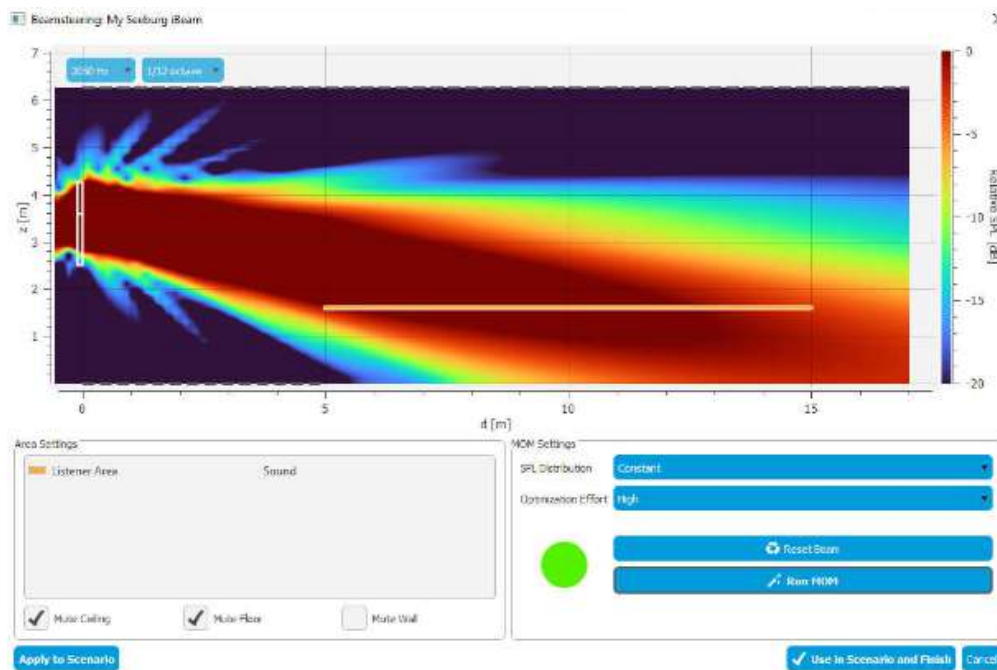 Beamsteering: My Seeburg iBeam
1/12 octave
7
6
5
4
3
2
1
z [m]
0
5
10
15
d [m]
0
-5
-10
-15
-20
Relative SPL [dB]
Area Settings
Listener Area Sound
Mute Ceiling Mute Floor Mute Wall
MOM Settings
SPL Distribution Constant
Optimization Effort High
Reset Beam
Run MOM
Apply to Scenario
Use in Scenario and Finish
Cancel